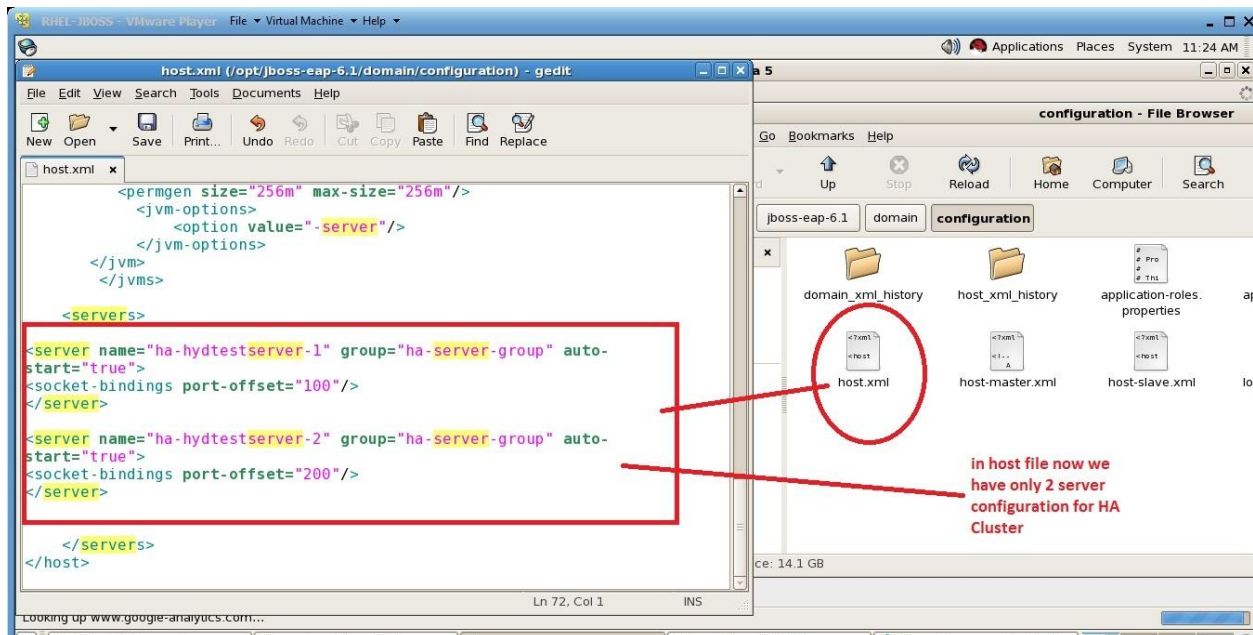 RHEL-JBOSS - VMware Player File Virtual Machine Help
Applications Places System 11:24 AM
host.xml (/opt/jboss-eap-6.1/domain/configuration) - gedit
File Edit View Search Tools Documents Help
New Open Save Print... Undo Redo Cut Copy Paste Find Replace
host.xml
<permgen size="256m" max-size="256m"/>
<jvm-options>
<option value="-server"/>
</jvm-options>
</jvm>
</jvms>
<servers>
<server name="ha-hydtestserver-1" group="ha-server-group" auto-
start="true">
<socket-bindings port-offset="100"/>
</server>
<server name="ha-hydtestserver-2" group="ha-server-group" auto-
start="true">
<socket-bindings port-offset="200"/>
</server>
</servers>
</host>
Ln 72, Col 1 INS
a 5
configuration - File Browser
Go Bookmarks Help
Up Stop Reload Home Computer Search
jboss-eap-6.1 domain configuration
domain_xml_history host_xml_history application-roles.
properties
host.xml host-master.xml host-slave.xml
in host file now we
have only 2 server
configuration for HA
Cluster
ce: 14.1 GB
Looking up www.google-analytics.com...